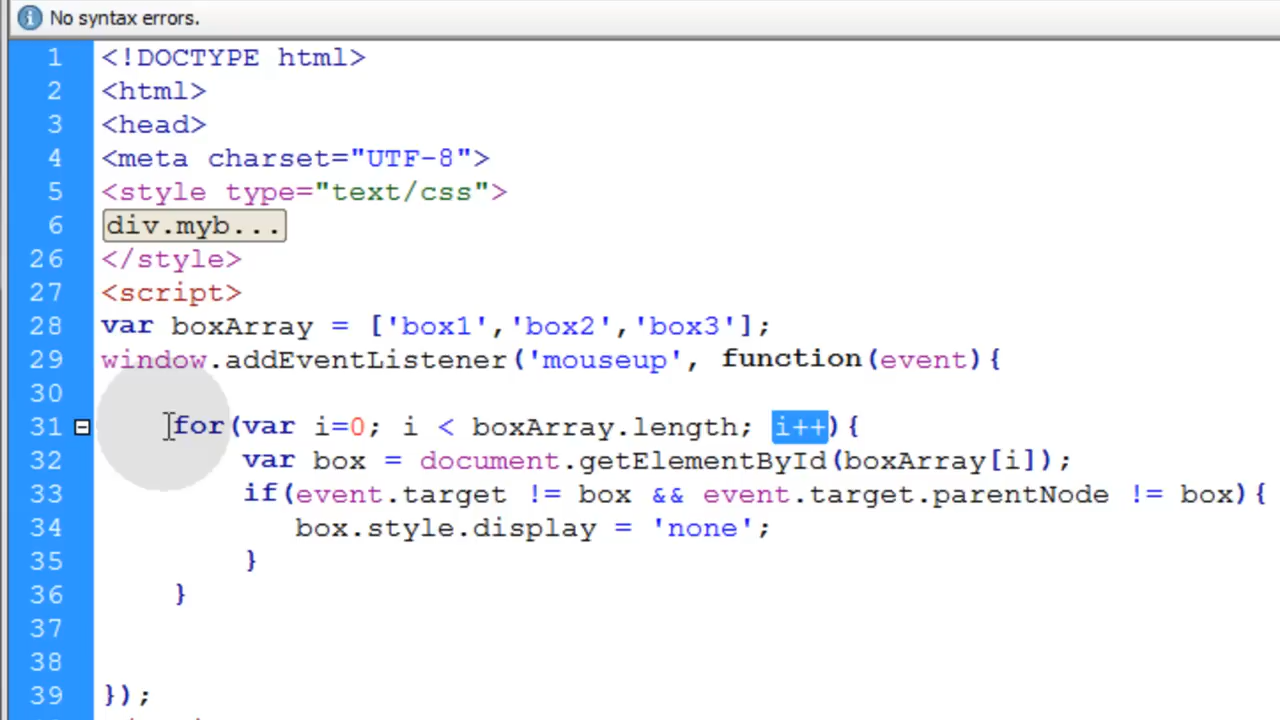 No syntax errors.
1 <!DOCTYPE html>
2 <html>
3 <head>
4 <meta charset="UTF-8">
5 <style type="text/css">
6 div.myb...
26 </style>
27 <script>
28 var boxArray = ['box1','box2','box3'];
29 window.addEventListener('mouseup', function(event){
30
31 for(var i=0; i < boxArray.length; i++){
32 var box = document.getElementById(boxArray[i]);
33 if(event.target != box && event.target.parentNode != box){
34 box.style.display = 'none';
35 }
36 }
37
38
39 });